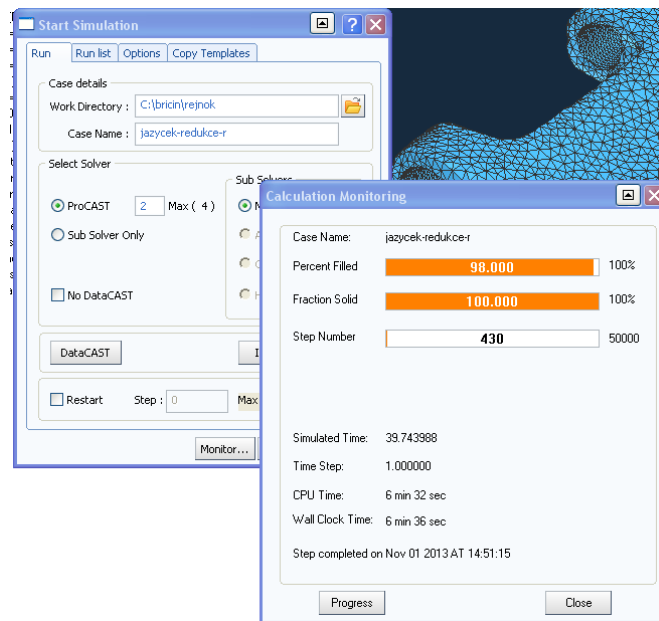 Start Simulation
Run Run list Options Copy Templates
Case details
Work Directory : C:\bricin\rejnok
Case Name : jazycek-redukce-r
Select Solver
Sub Solvers
ProCAST 2 Max ( 4 )
Sub Solver Only
No DataCAST
DataCAST
Restart Step : 0 Max
Monitor...
Calculation Monitoring
Case Name: jazycek-redukce-r
Percent Filled 98.000 100%
Fraction Solid 100.000 100%
Step Number 430 50000
Simulated Time: 39.743988
Time Step: 1.000000
CPU Time: 6 min 32 sec
Wall Clock Time: 6 min 36 sec
Step completed on Nov 01 2013 AT 14:51:15
Progress Close